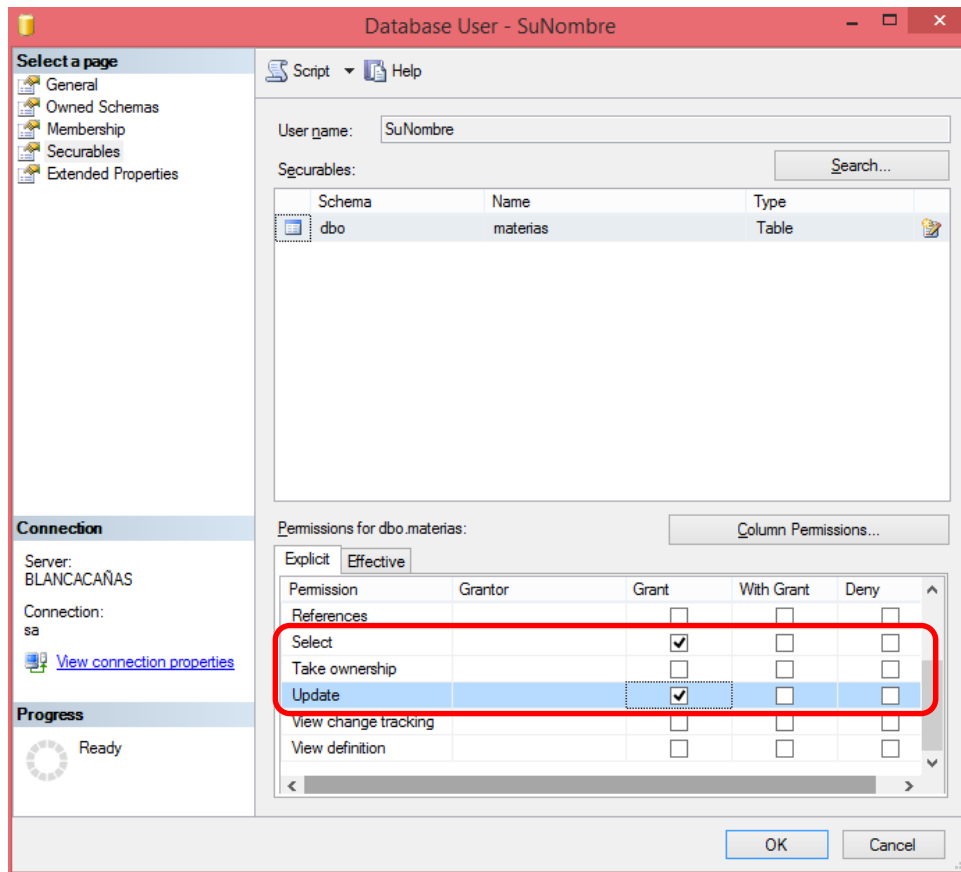 Database User - SuNombre
Select a page
General
Owned Schemas
Membership
Securables
Extended Properties
Script
Help
User name: SuNombre
Securables: Search...
Schema Name Type
dbo materias Table
Connection
Server:
BLANCACAÑAS
Connection:
sa
View connection properties
Progress
Ready
Permissions for dbo.materias: Column Permissions...
Explicit Effective
Permission Grantor Grant With Grant Deny
References
Select
Take ownership
Update
View change tracking
View definition
OK Cancel